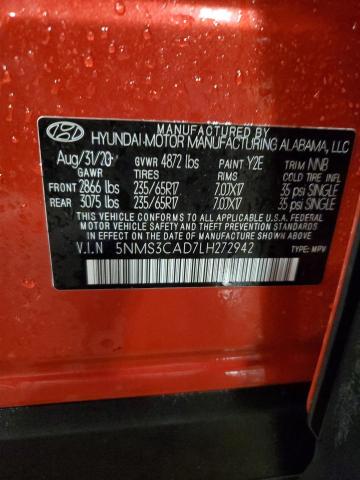 MANUFACTURED BY
HYUNDAI-MOTOR MANUFACTURING ALABAMA, LLC
Aug/31/20 GVWR 4872 lbs PAINT Y2E TRIM NNB
GAWR TIRES RIMS COLD TIRE INFL
FRONT 2866 lbs 235/65R17 7.0JX17 35 psi SINGLE
REAR 3075 lbs 235/65R17 7.0JX17 35 psi SINGLE
THIS VEHICLE CONFORMS TO ALL APPLICABLE FEDERAL
MOTOR VEHICLE SAFETY, BUMPER, AND THEFT
PREVENTION STANDARDS IN EFFECT ON THE DATE OF
MANUFACTURE SHOWN ABOVE
V.I.N 5NMS3CAD7LH272942 TYPE: MPV